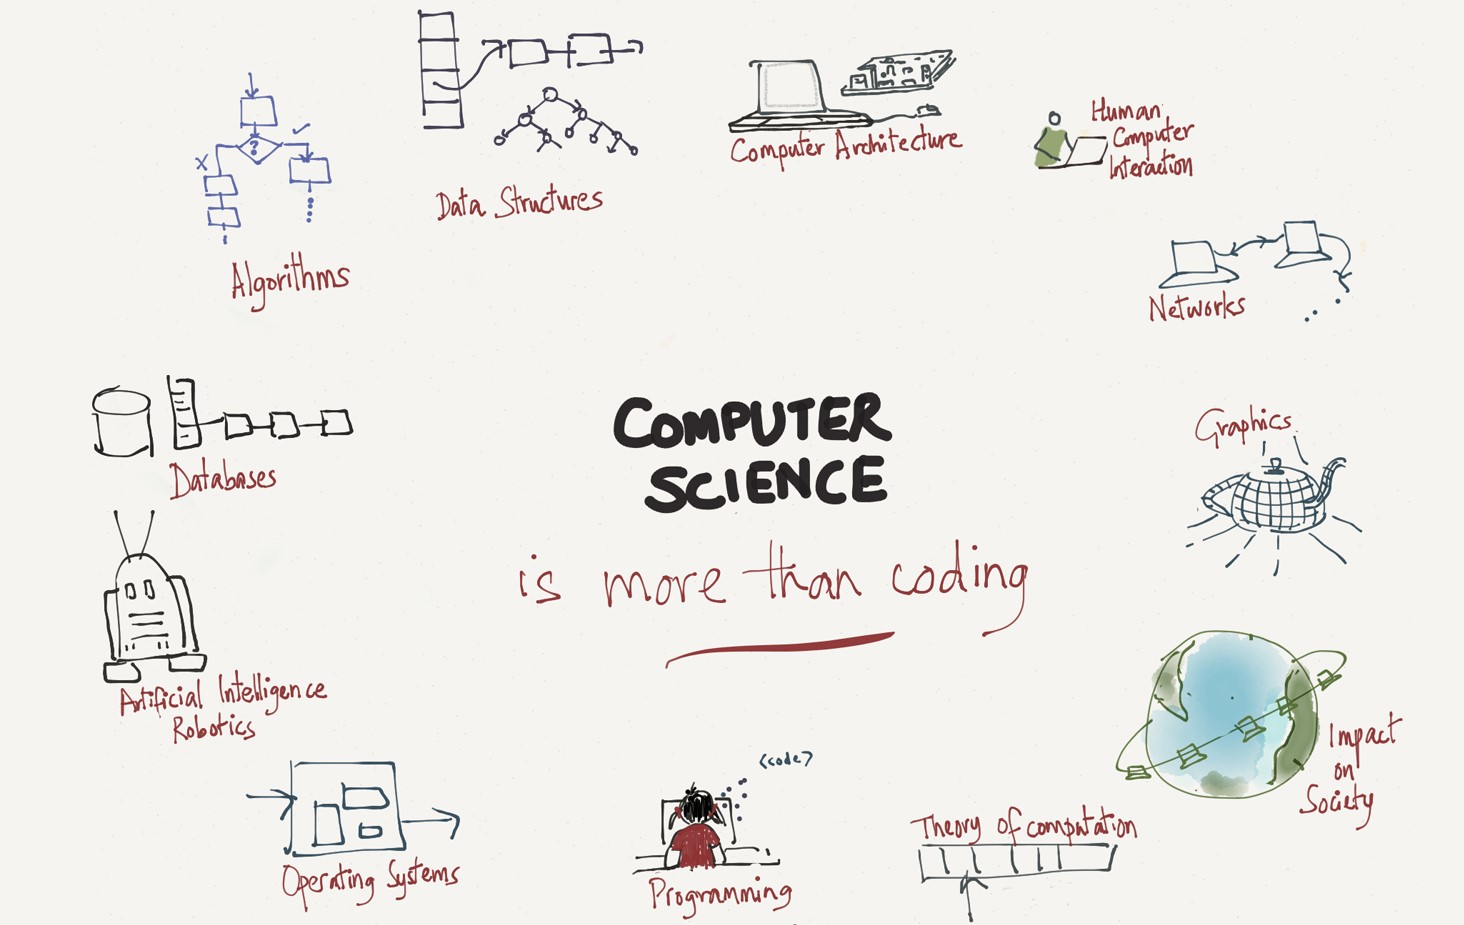 Data Structures
Computer Architecture
Human
Computer
Interaction
?
x
Algorithms
Networks
Databases
COMPUTER
SCIENCE
is more than coding
Graphics
Artificial Intelligence
Robotics
Impact
on
Society
Operating Systems
<code>
Programming
Theory of computation